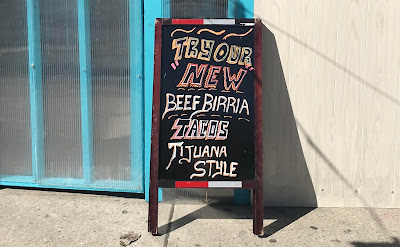 TRY OUR
NEW
BEEF BIRRIA
TACOS
TIJUANA
STYLE